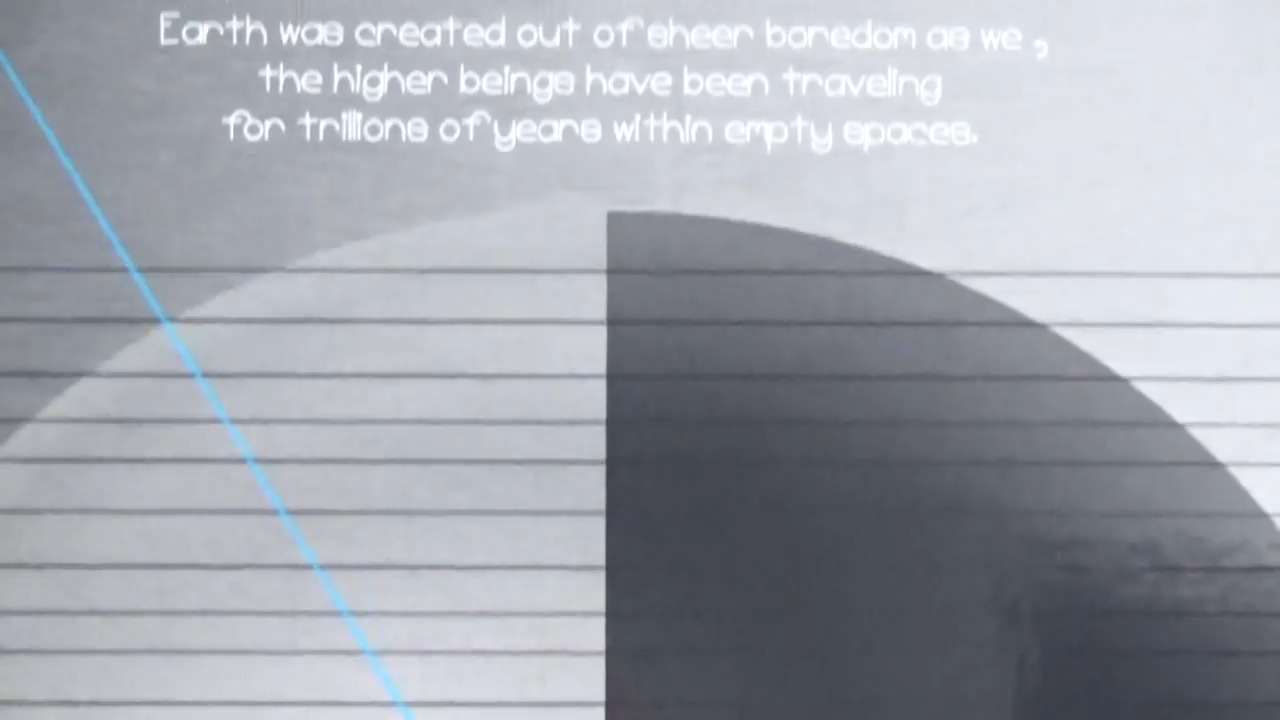 Earth was created out of sheer boredom as we ,
the higher beings have been traveling
for trillions of years within empty spaces.